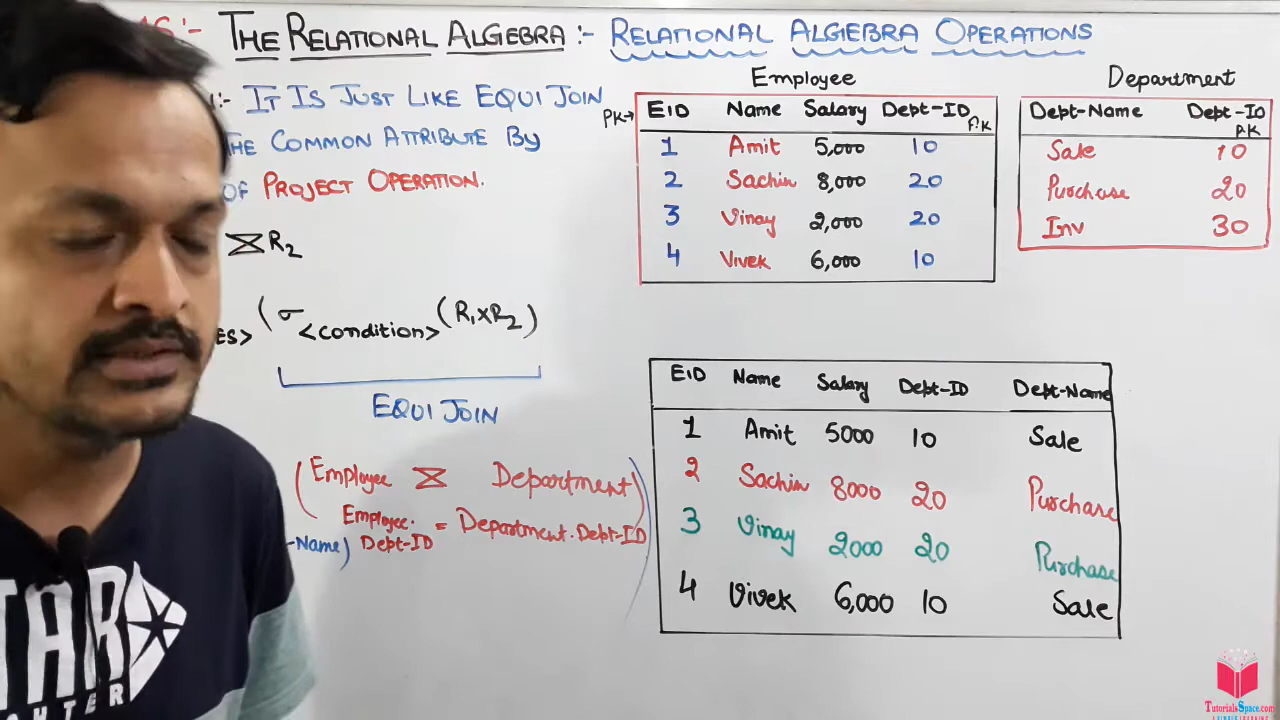 THE RELATIONAL ALGEBRA :- RELATIONAL ALGEBRA OPERATIONS
:- IT IS JUST LIKE EQUI JOIN
THE COMMON ATTRIBUTE BY
OF PROJECT OPERATION.
⋈ R2
ES> (σ <condition> (R1 x R2)
EQUI JOIN
(Employee ⋈ Department)
Employee. = Department.Dept-ID
-Name) Dept-ID
Employee
PK→ EID Name Salary Dept-ID F.K
1 Amit 5,000 10
2 Sachin 8,000 20
3 Vinay 2,000 20
4 Vivek 6,000 10
Department
Dept-Name Dept-ID
P.K
Sale 10
Purchase 20
Inv 30
EID Name Salary Dept-ID Dept-Name
1 Amit 5000 10 Sale
2 Sachin 8000 20 Purchase
3 Vinay 2000 20 Purchase
4 Vivek 6,000 10 Sale
TutorialsSpace.com